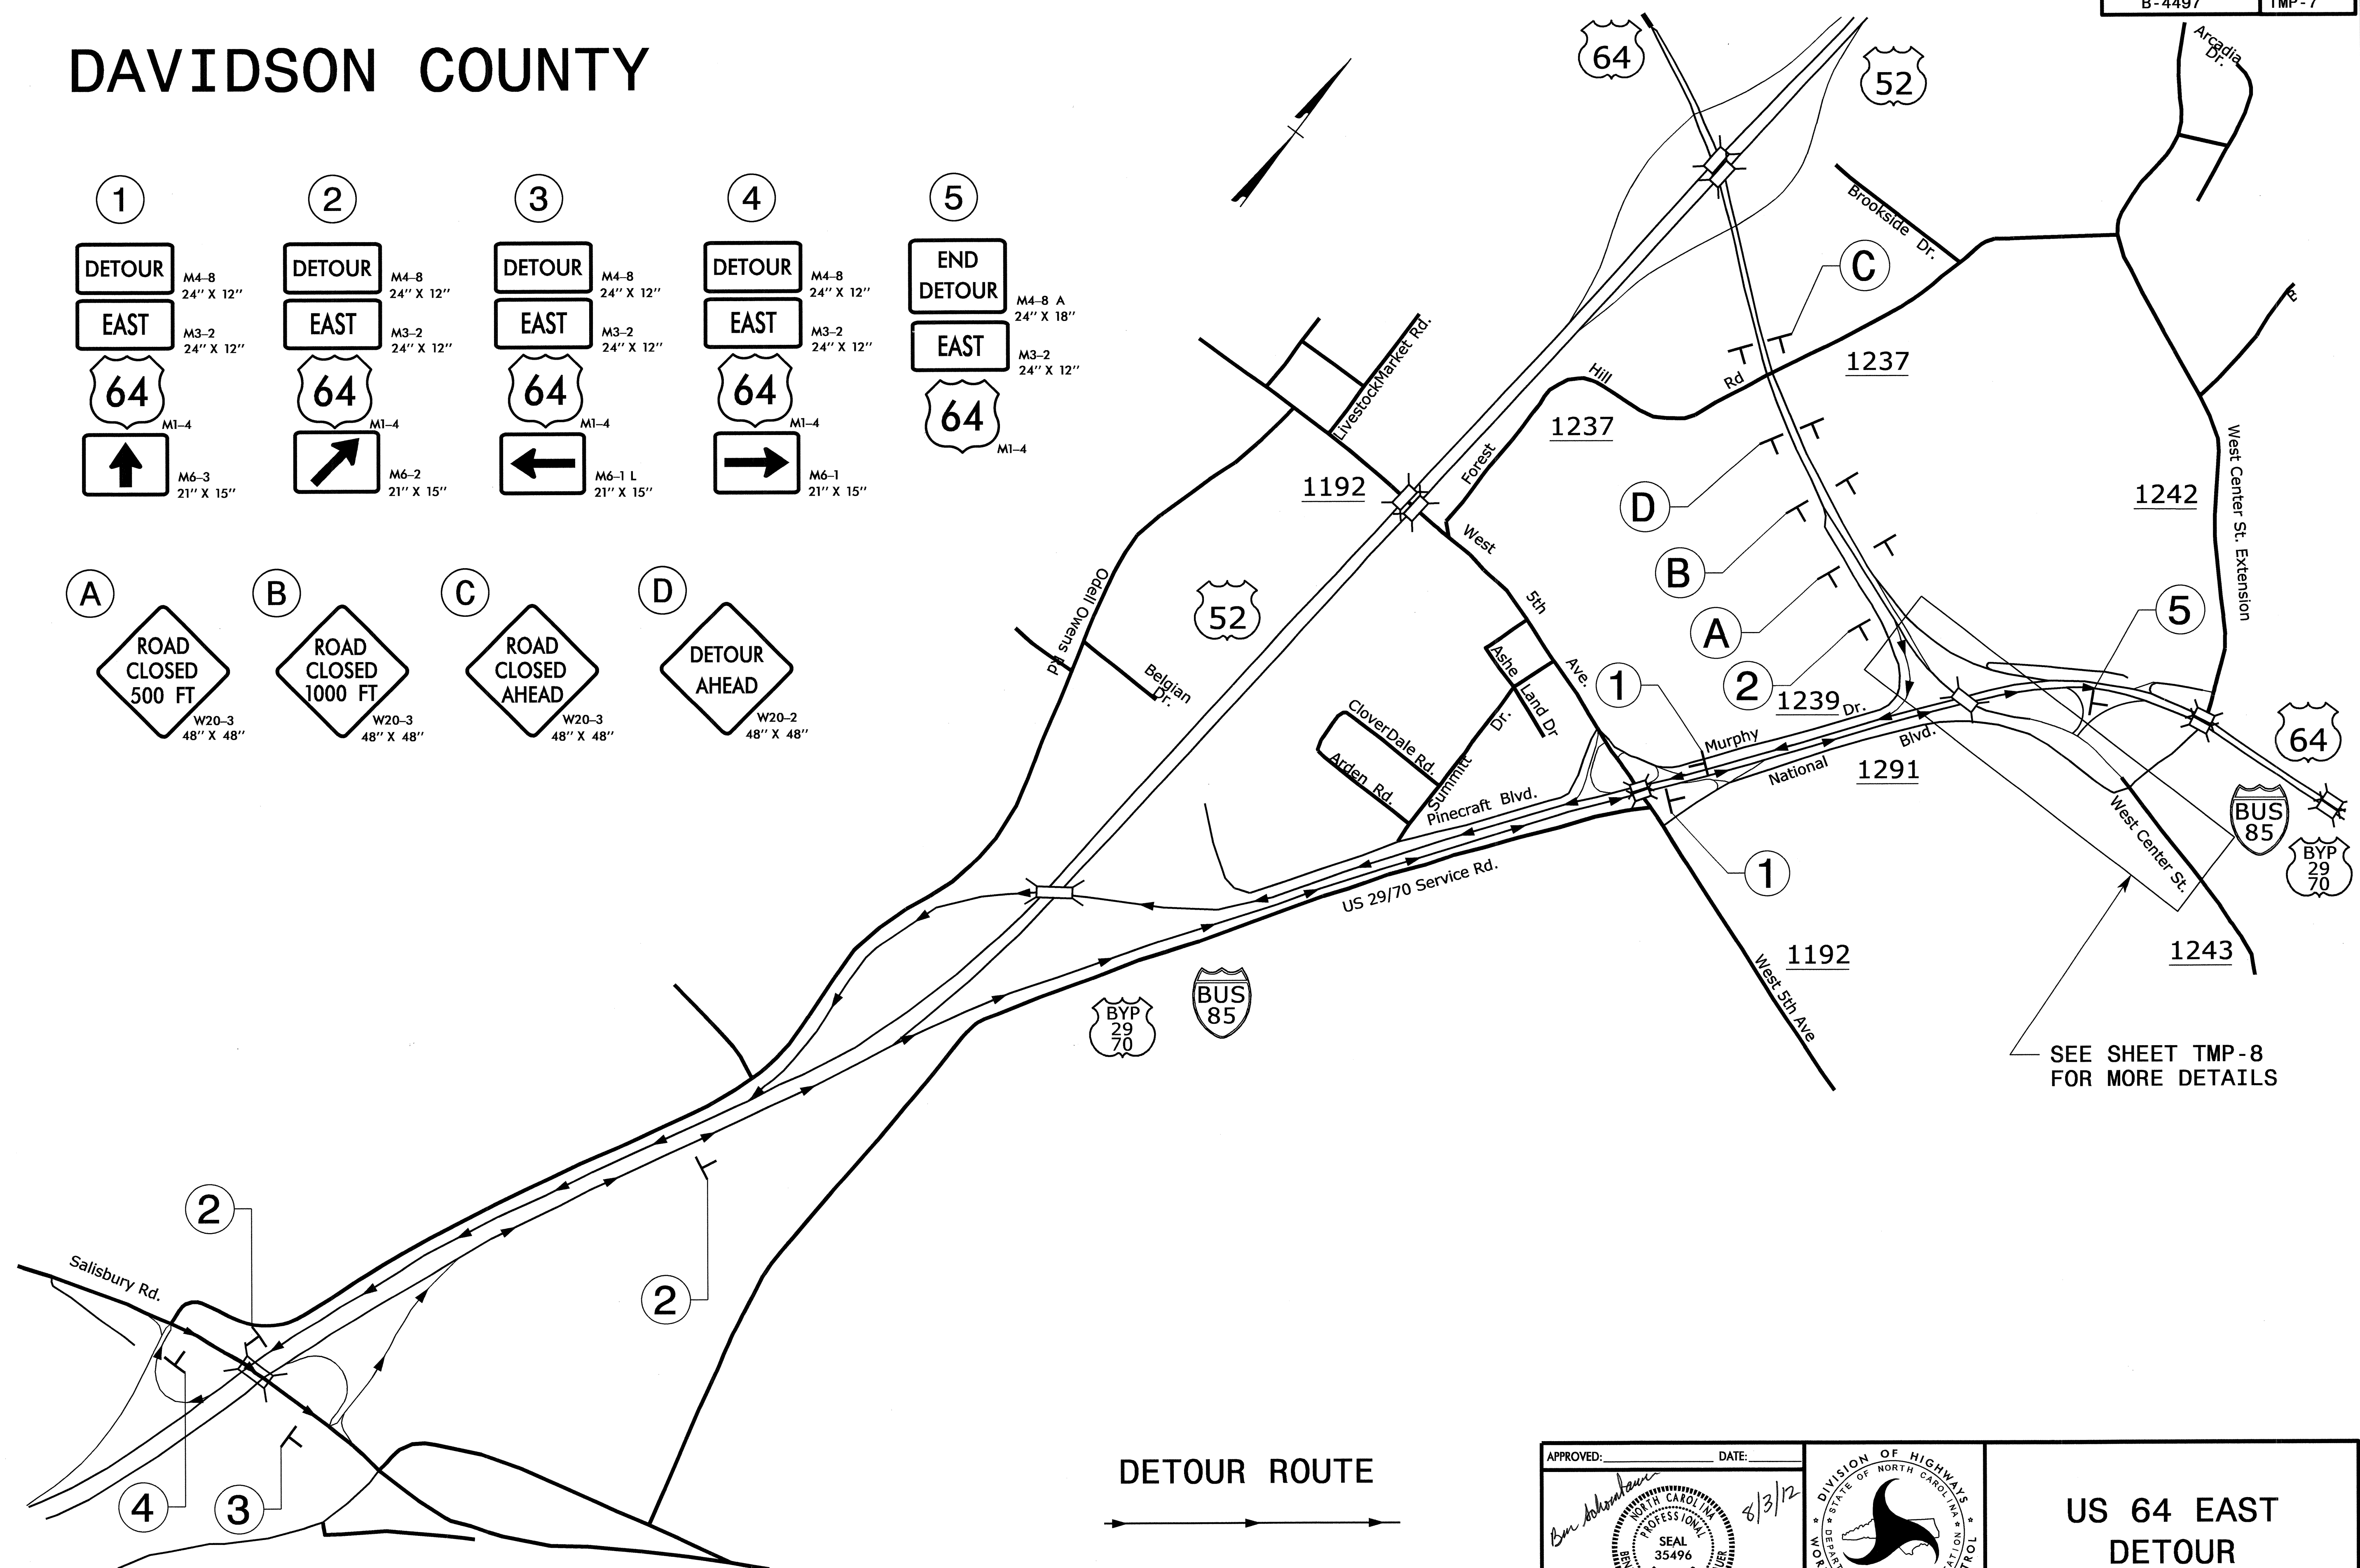 B-4497
TMP-7
DAVIDSON COUNTY
1
DETOUR
M4-8
24" X 12"
EAST
M3-2
24" X 12"
64
M1-4
M6-3
21" X 15"
2
DETOUR
M4-8
24" X 12"
EAST
M3-2
24" X 12"
64
M1-4
M6-2
21" X 15"
3
DETOUR
M4-8
24" X 12"
EAST
M3-2
24" X 12"
64
M1-4
M6-1 L
21" X 15"
4
DETOUR
M4-8
24" X 12"
EAST
M3-2
24" X 12"
64
M1-4
M6-1
21" X 15"
5
END
DETOUR
M4-8 A
24" X 18"
EAST
M3-2
24" X 12"
64
M1-4
A
ROAD
CLOSED
500 FT
W20-3
48" X 48"
B
ROAD
CLOSED
1000 FT
W20-3
48" X 48"
C
ROAD
CLOSED
AHEAD
W20-3
48" X 48"
D
DETOUR
AHEAD
W20-2
48" X 48"
64
52
Arcadia
Dr.
Brookside Dr.
C
1237
Hill
Rd
1237
Forest
LivestockMarket Rd.
1192
West
5th
Ave.
D
B
A
2
1242
West Center St. Extension
5
Odell Owens Rd
Belgian
Dr.
52
Ashe
Land Dr
CloverDale Rd.
Arden Rd.
Summitt
Dr.
1
1239
Murphy
Dr.
National
Blvd.
1291
64
BUS
85
BYP
29
70
West Center St.
1243
Pinecraft Blvd.
US 29/70 Service Rd.
1
1192
West 5th Ave
BYP
29
70
BUS
85
SEE SHEET TMP-8
FOR MORE DETAILS
2
2
Salisbury Rd.
4
3
DETOUR ROUTE
APPROVED:
DATE:
8/3/12
NORTH CAROLINA
PROFESSIONAL
SEAL
35496
DIVISION OF HIGHWAYS
STATE OF NORTH CAROLINA
US 64 EAST
DETOUR